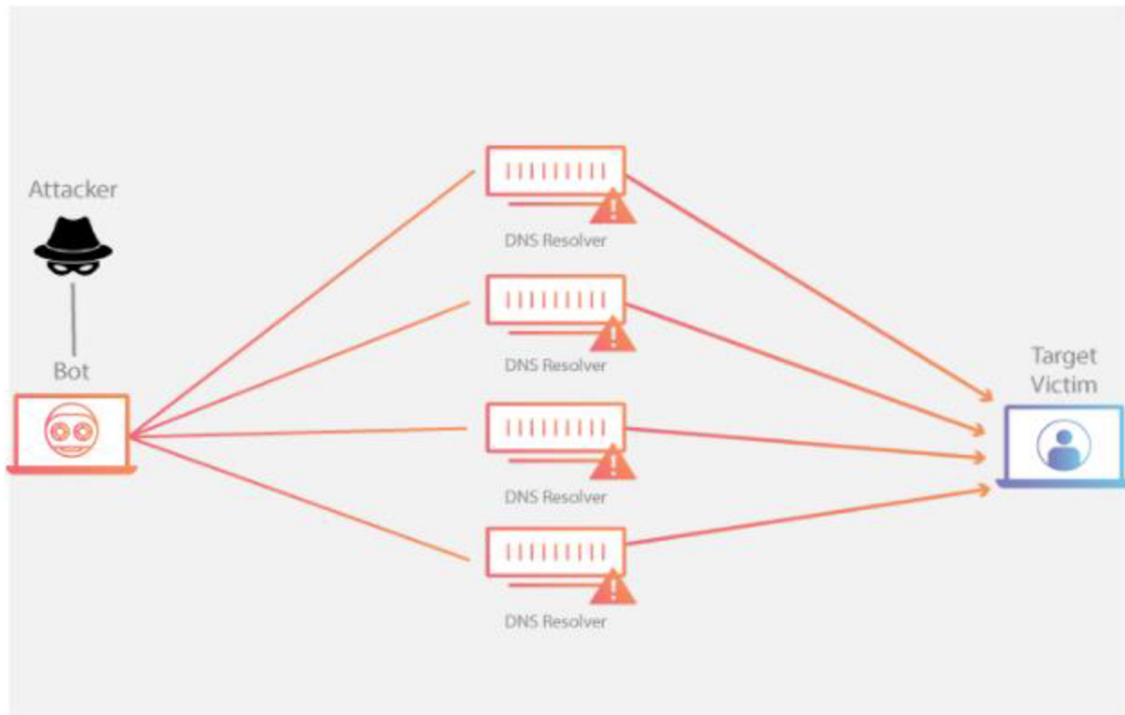 Attacker
Bot
DNS Resolver
DNS Resolver
DNS Resolver
DNS Resolver
Target
Victim